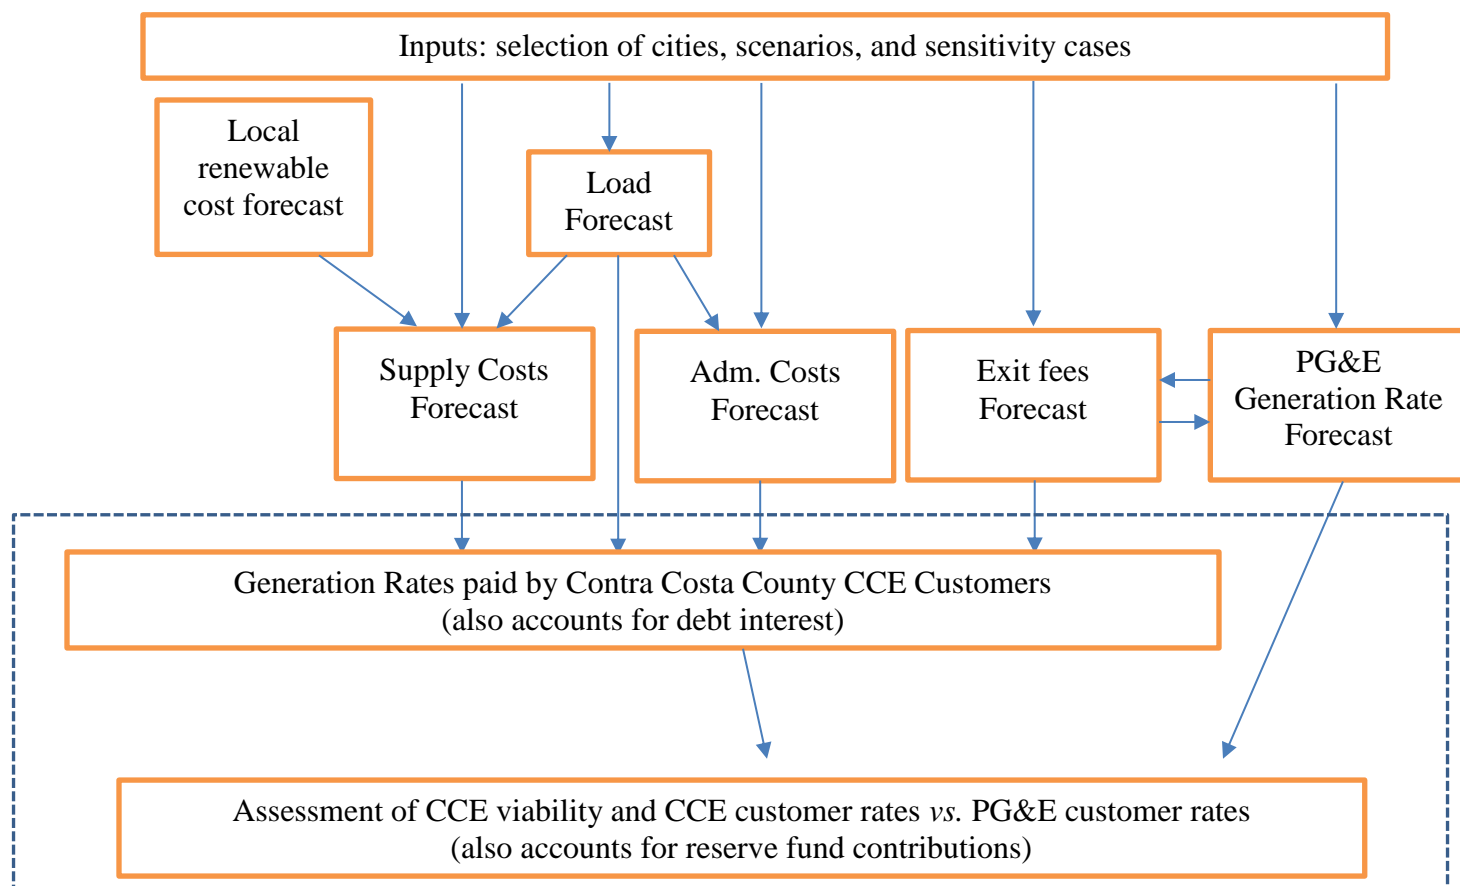 Inputs: selection of cities, scenarios, and sensitivity cases
Local
renewable
cost forecast
Load
Forecast
Supply Costs
Forecast
Adm. Costs
Forecast
Exit fees
Forecast
PG&E
Generation Rate
Forecast
Generation Rates paid by Contra Costa County CCE Customers
(also accounts for debt interest)
Assessment of CCE viability and CCE customer rates vs. PG&E customer rates
(also accounts for reserve fund contributions)